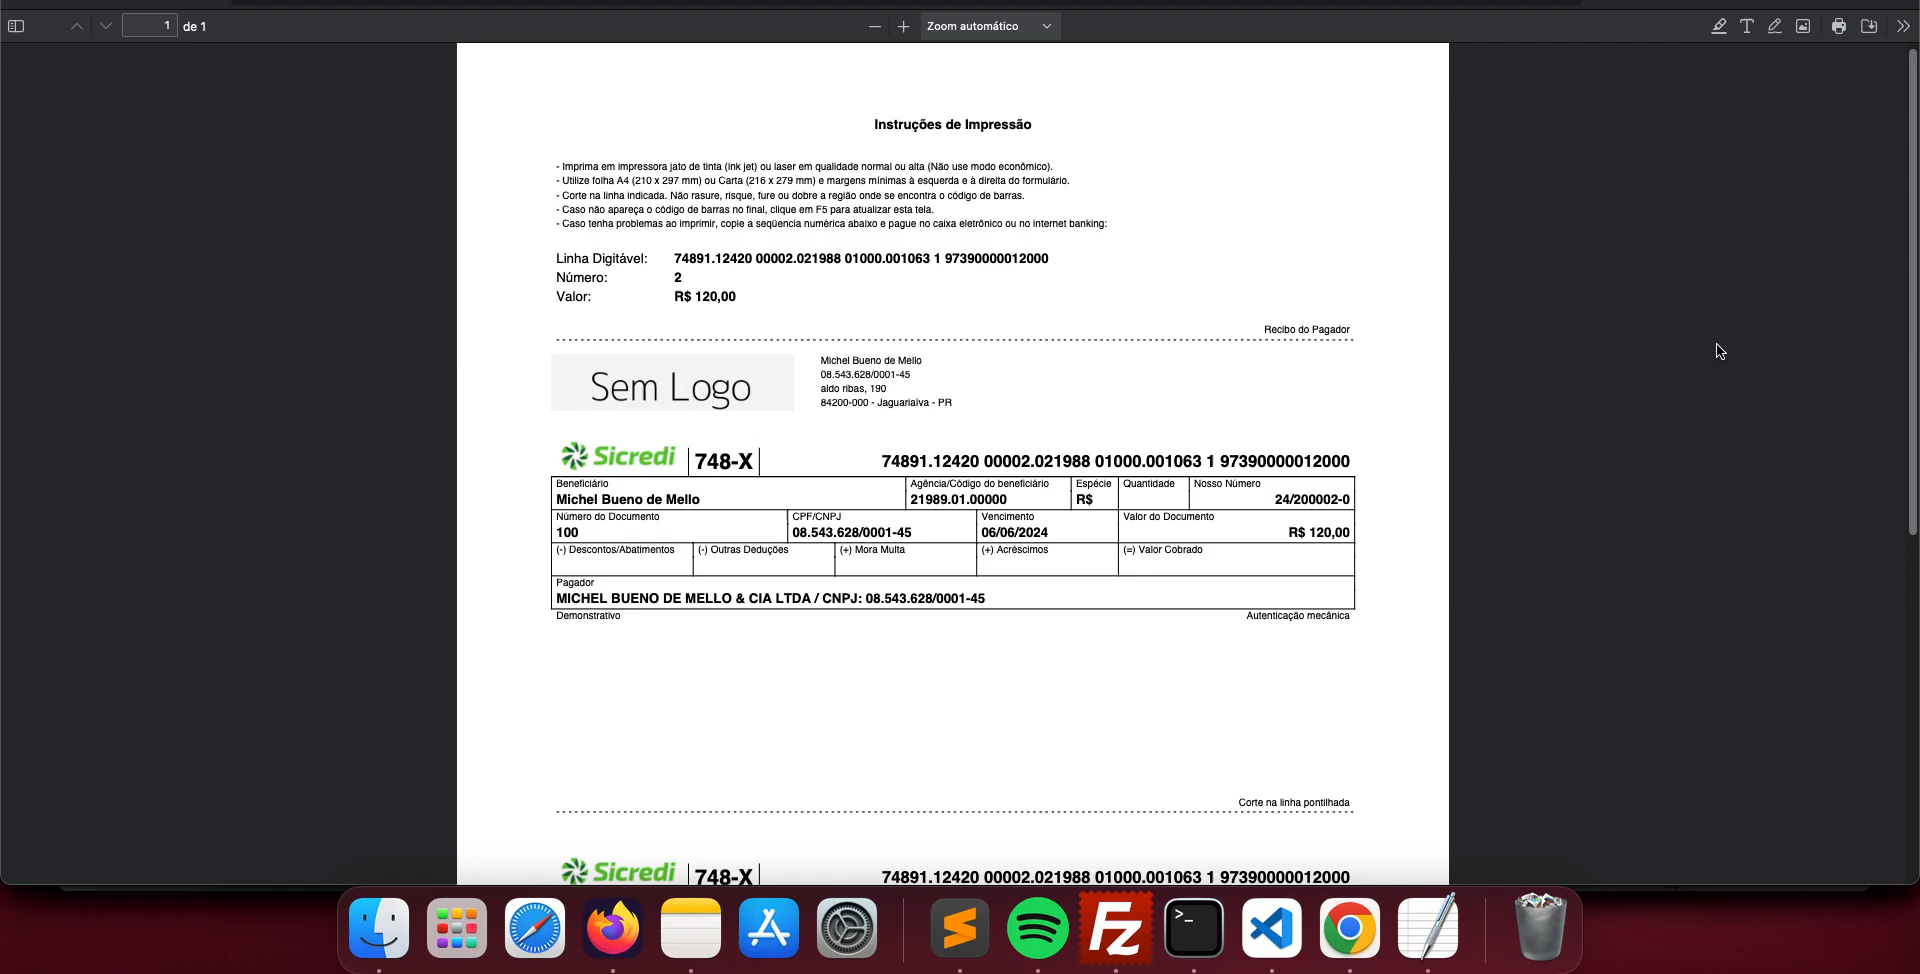 1 de 1
Zoom automático
Instruções de Impressão
- Imprima em impressora jato de tinta (ink jet) ou laser em qualidade normal ou alta (Não use modo econômico).
- Utilize folha A4 (210 x 297 mm) ou Carta (216 x 279 mm) e margens mínimas à esquerda e à direita do formulário.
- Corte na linha indicada. Não rasure, risque, fure ou dobre a região onde se encontra o código de barras.
- Caso não apareça o código de barras no final, clique em F5 para atualizar esta tela.
- Caso tenha problemas ao imprimir, copie a seqüencia numérica abaixo e pague no caixa eletrônico ou no internet banking:
Linha Digitável: 74891.12420 00002.021988 01000.001063 1 97390000012000
Número: 2
Valor: R$ 120,00
Recibo do Pagador
Sem Logo
Michel Bueno de Mello
08.543.628/0001-45
aldo ribas, 190
84200-000 - Jaguariaíva - PR
Sicredi 748-X 74891.12420 00002.021988 01000.001063 1 97390000012000
Beneficiário Agência/Código do beneficiário Espécie Quantidade Nosso Número
Michel Bueno de Mello 21989.01.00000 R$ 24/200002-0
Número do Documento CPF/CNPJ Vencimento Valor do Documento
100 08.543.628/0001-45 06/06/2024 R$ 120,00
(-) Descontos/Abatimentos (-) Outras Deduções (+) Mora Multa (+) Acréscimos (=) Valor Cobrado
Pagador
MICHEL BUENO DE MELLO & CIA LTDA / CNPJ: 08.543.628/0001-45
Demonstrativo Autenticação mecânica
Corte na linha pontilhada
Sicredi 748-X 74891.12420 00002.021988 01000.001063 1 97390000012000